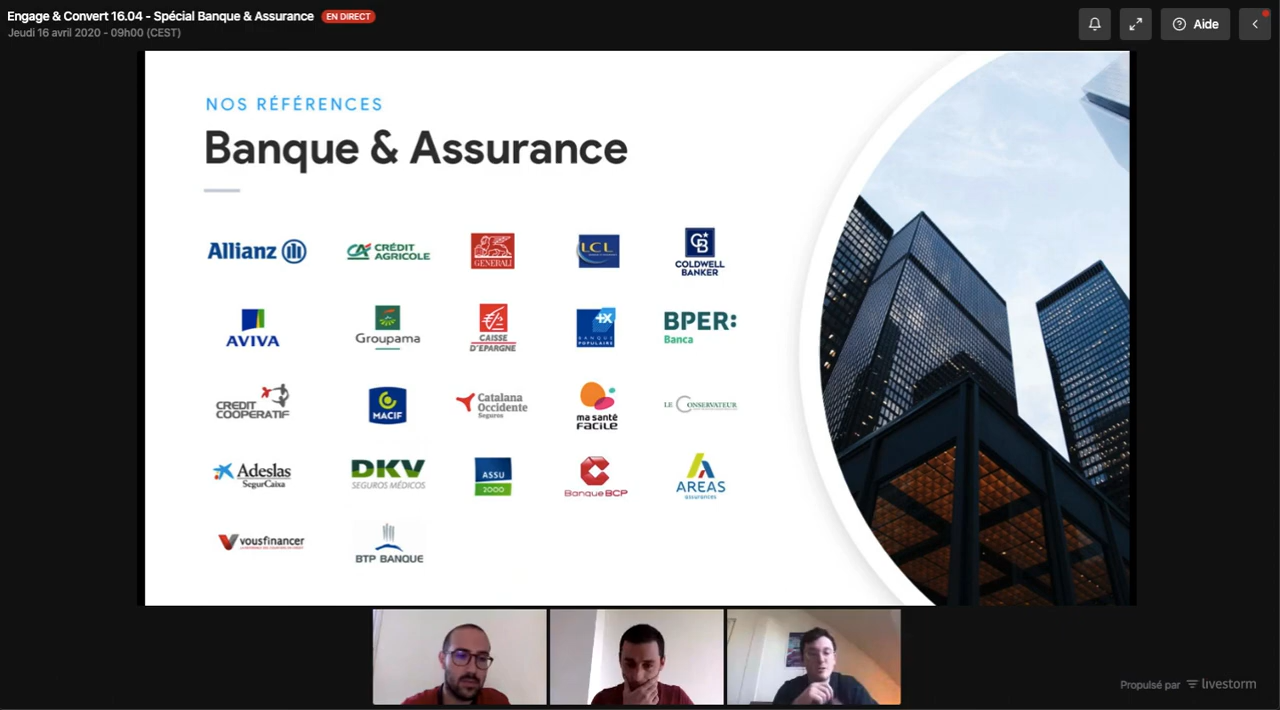 Engage & Convert 16.04 - Spécial Banque & Assurance EN DIRECT
Jeudi 16 avril 2020 - 09h00 (CEST)
Aide
NOS RÉFÉRENCES
Banque & Assurance
Allianz
CA CRÉDIT AGRICOLE
GENERALI
LCL
CB
COLDWELL BANKER
AVIVA
Groupama
CAISSE D'EPARGNE
BANQUE POPULAIRE
BPER:
Banca
CREDIT COOPERATIF
MACIF
Catalana Occidente
Seguros
ma santé facile
LE CONSERVATEUR
Adeslas
SegurCaixa
DKV
SEGUROS MÉDICOS
ASSU 2000
Banque BCP
AREAS
assurances
vousfinancer
BTP BANQUE
Propulsé par livestorm